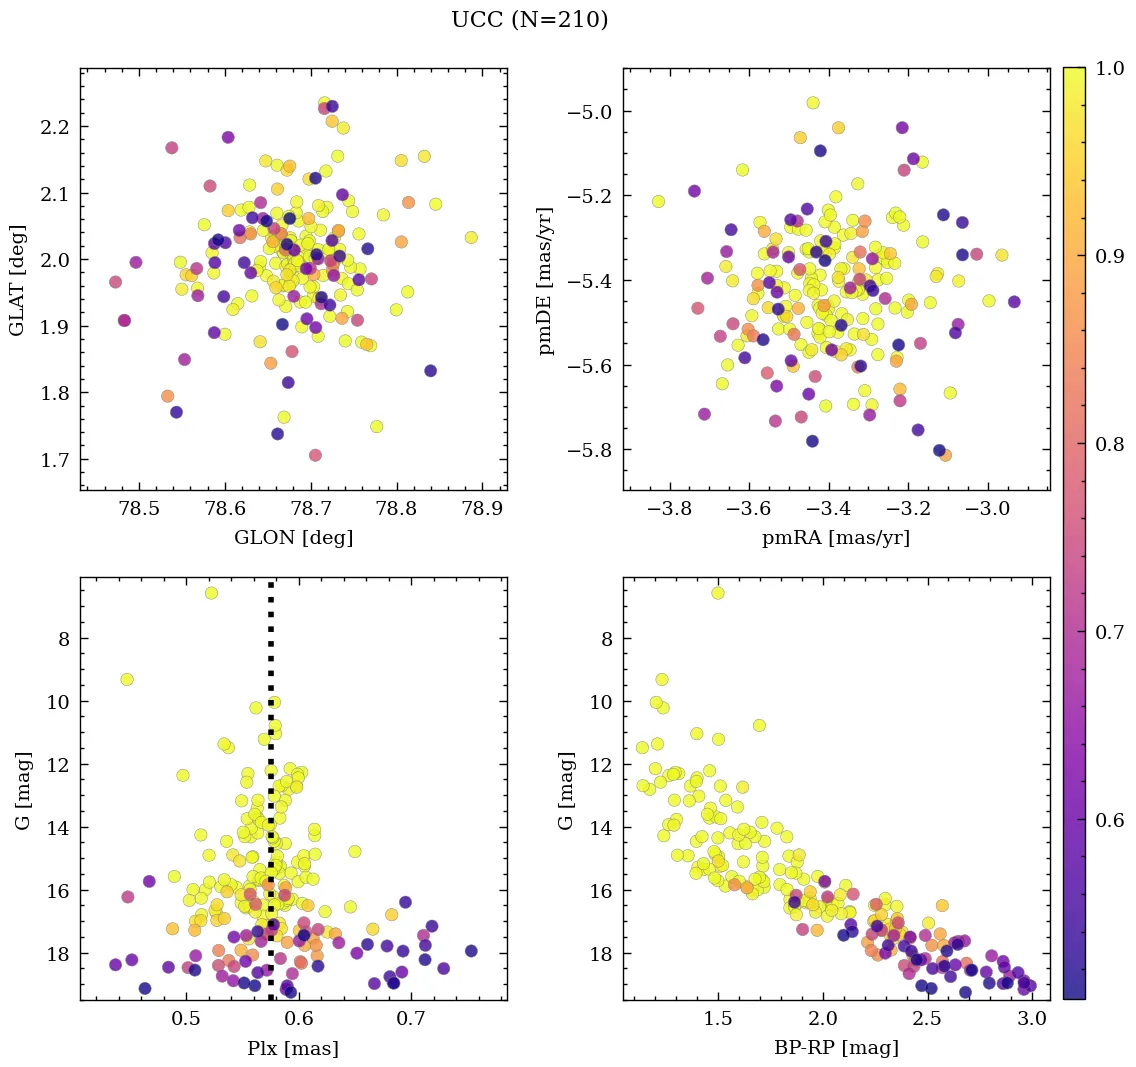 UCC (N=210)
2.2
2.1
2.0
1.9
1.8
1.7
GLAT [deg]
78.5 78.6 78.7 78.8 78.9
GLON [deg]
−5.0
−5.2
−5.4
−5.6
−5.8
pmDE [mas/yr]
−3.8 −3.6 −3.4 −3.2 −3.0
pmRA [mas/yr]
8
10
12
14
16
18
G [mag]
0.5 0.6 0.7
Plx [mas]
8
10
12
14
16
18
G [mag]
1.5 2.0 2.5 3.0
BP-RP [mag]
1.0
0.9
0.8
0.7
0.6